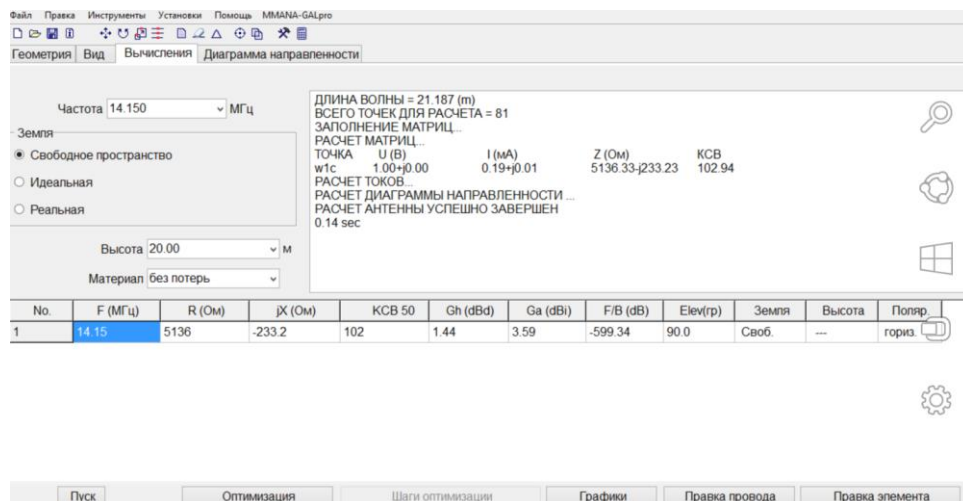 Файл Правка Инструменты Установки Помощь MMANA-GALpro
Геометрия Вид Вычисления Диаграмма направленности
Частота 14.150 МГц
Земля
Свободное пространство
Идеальная
Реальная
Высота 20.00 м
Материал без потерь
ДЛИНА ВОЛНЫ = 21.187 (m)
ВСЕГО ТОЧЕК ДЛЯ РАСЧЕТА = 81
ЗАПОЛНЕНИЕ МАТРИЦ...
РАСЧЕТ МАТРИЦ...
ТОЧКА U (В) I (мА) Z (Ом) КСВ
w1c 1.00+j0.00 0.19+j0.01 5136.33-j233.23 102.94
РАСЧЕТ ТОКОВ...
РАСЧЕТ ДИАГРАММЫ НАПРАВЛЕННОСТИ ...
РАСЧЕТ АНТЕННЫ УСПЕШНО ЗАВЕРШЕН
0.14 sec
No. F (МГц) R (Ом) jX (Ом) КСВ 50 Gh (dBd) Ga (dBi) F/B (dB) Elev(гр) Земля Высота Поляр.
1 14.15 5136 -233.2 102 1.44 3.59 -599.34 90.0 Своб. --- гориз.
Пуск Оптимизация Шаги оптимизации Графики Правка провода Правка элемента